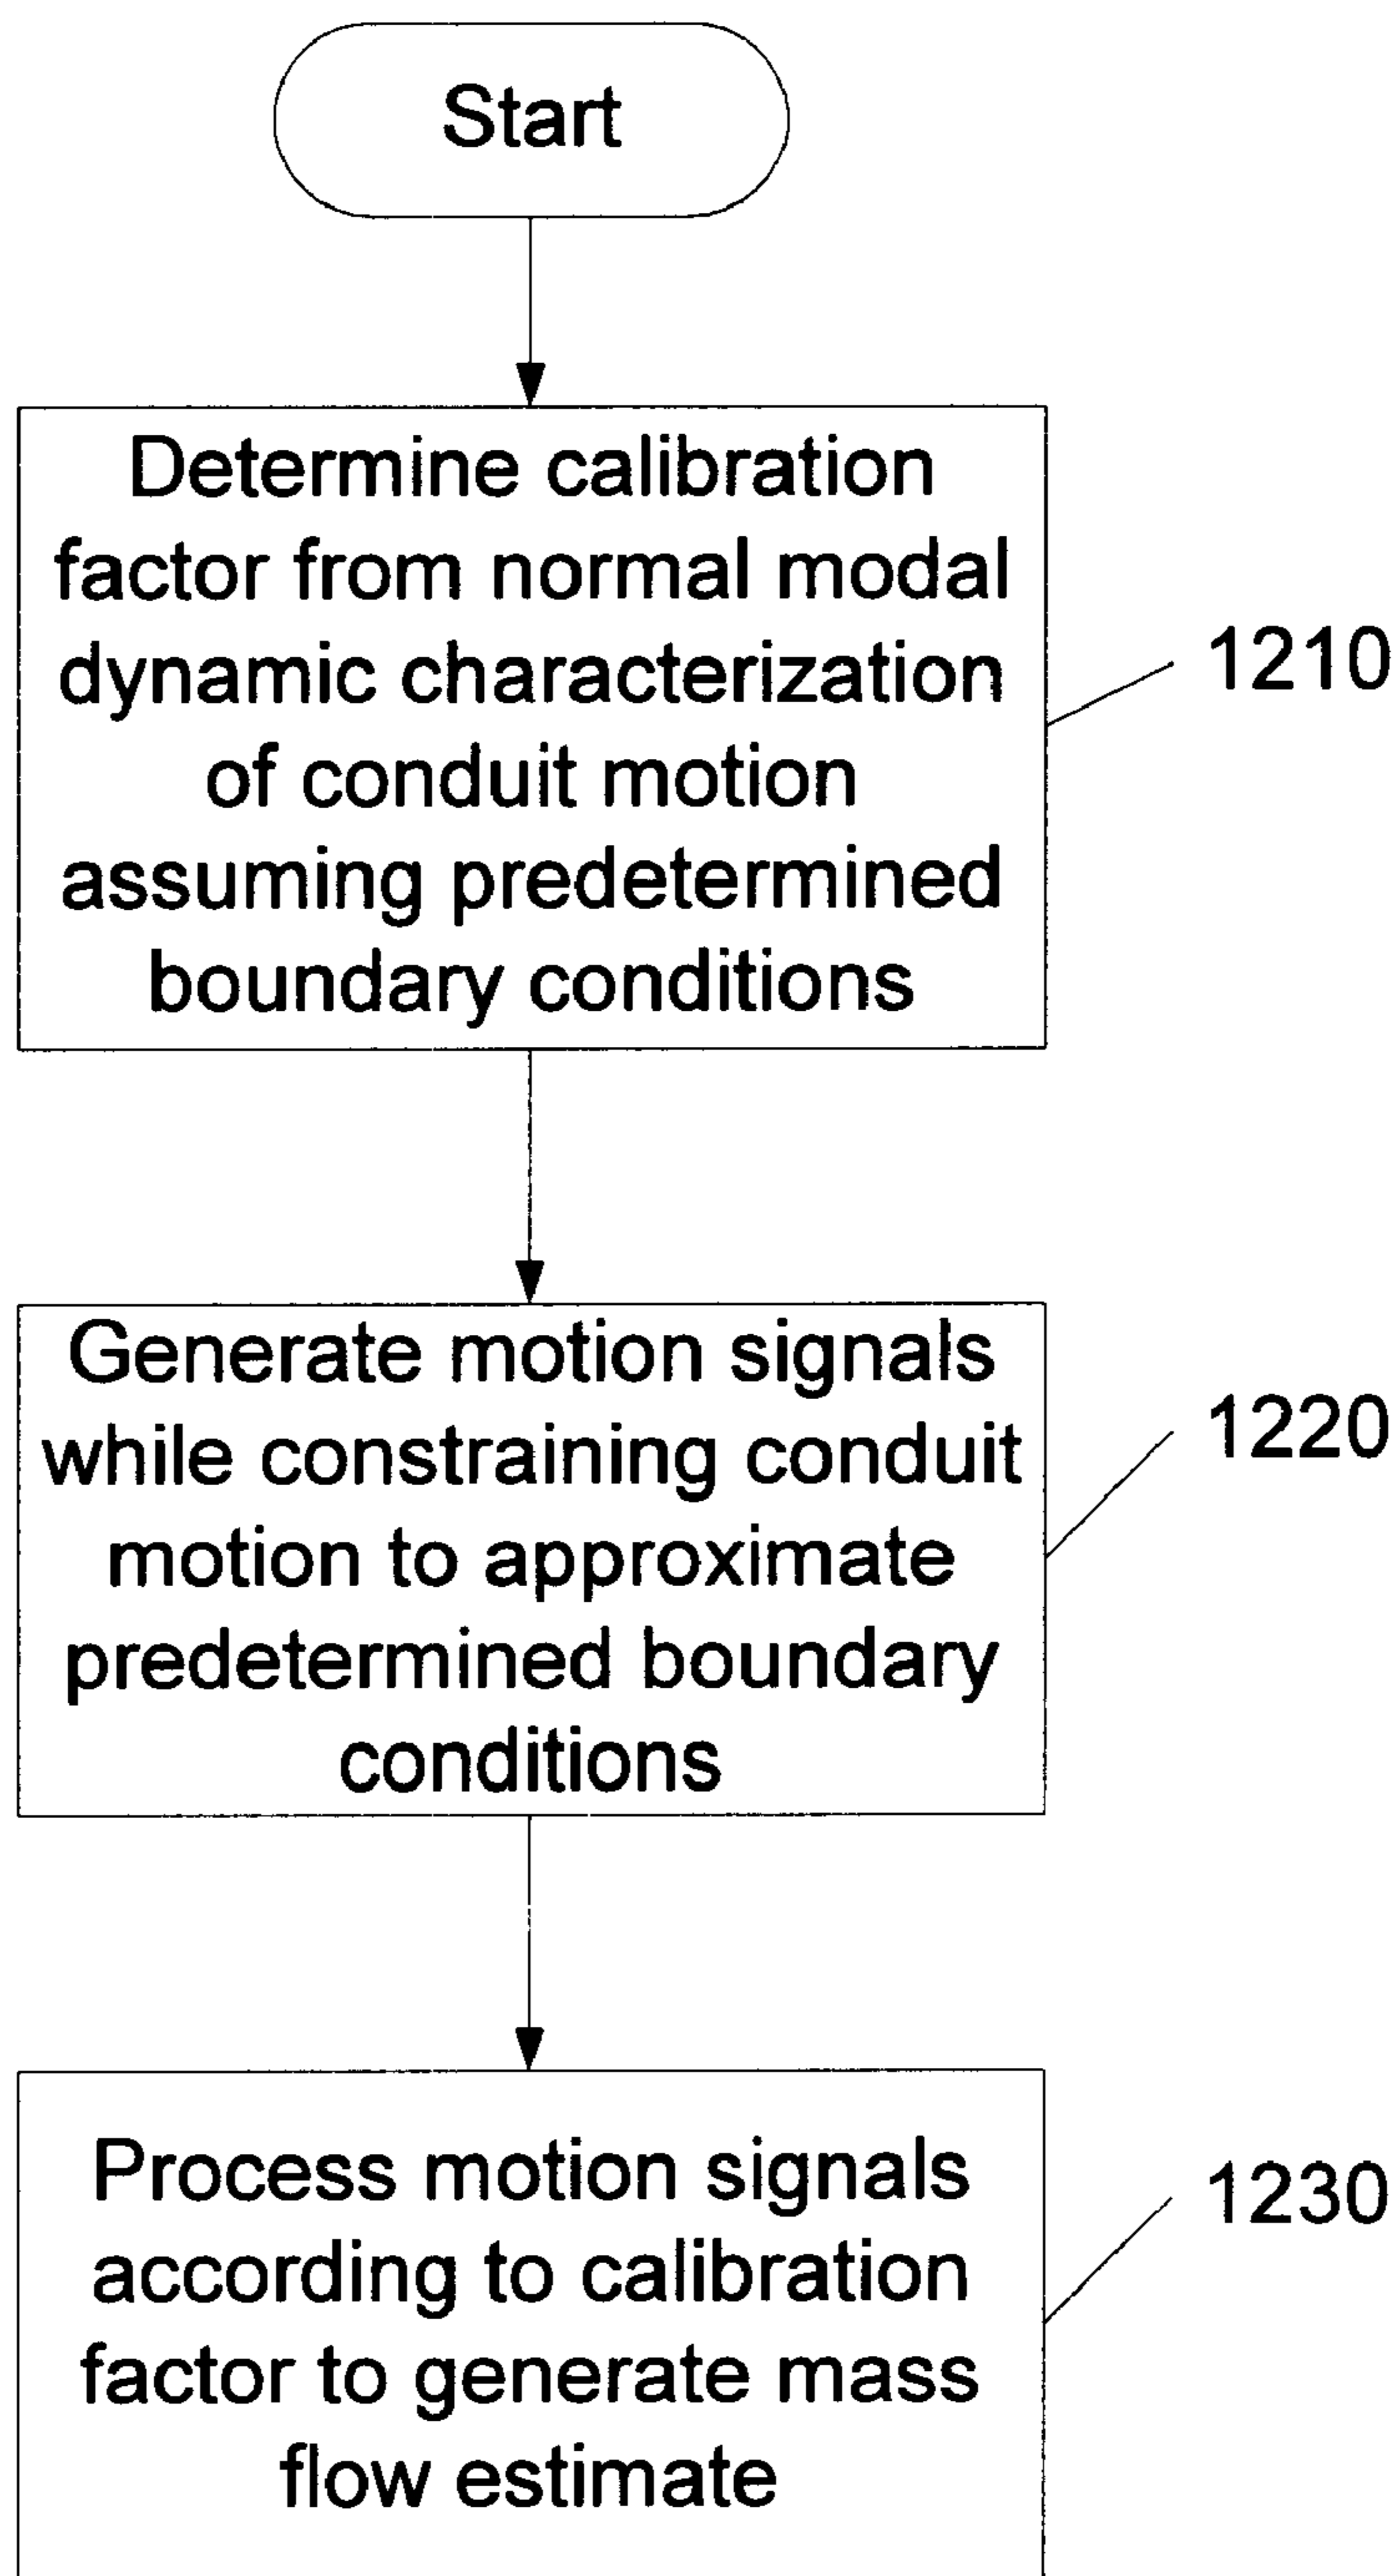 Start
Determine calibration
factor from normal modal
dynamic characterization
of conduit motion
assuming predetermined
boundary conditions
1210
Generate motion signals
while constraining conduit
motion to approximate
predetermined boundary
conditions
1220
Process motion signals
according to calibration
factor to generate mass
flow estimate
1230